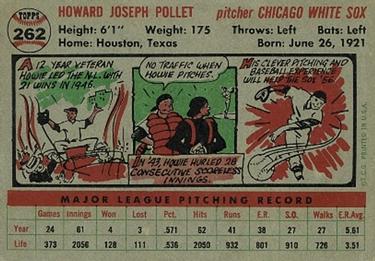 TOPPS
262
HOWARD JOSEPH POLLET pitcher CHICAGO WHITE SOX
Height: 6'1" Weight: 175 Throws: Left Bats: Left
Home: Houston, Texas Born: June 26, 1921
A 12 YEAR VETERAN
HOWIE LED THE N.L. WITH
21 WINS IN 1946.
NO TRAFFIC WHEN
HOWIE PITCHES.
IN '43, HOWIE HURLED 28
CONSECUTIVE SCORELESS
INNINGS.
HIS CLEVER PITCHING AND
BASEBALL EXPERIENCE
WILL HELP THE SOX IN '56.
T.C.G. PRINTED IN U.S.A.
MAJOR LEAGUE PITCHING RECORD
Games Innings Won Lost Pct. Hits Runs E.R. S.O. Walks E.R.Avg.
Year 24 61 4 3 .571 62 41 38 27 27 5.61
Life 373 2056 128 111 .536 2050 932 801 908 726 3.51